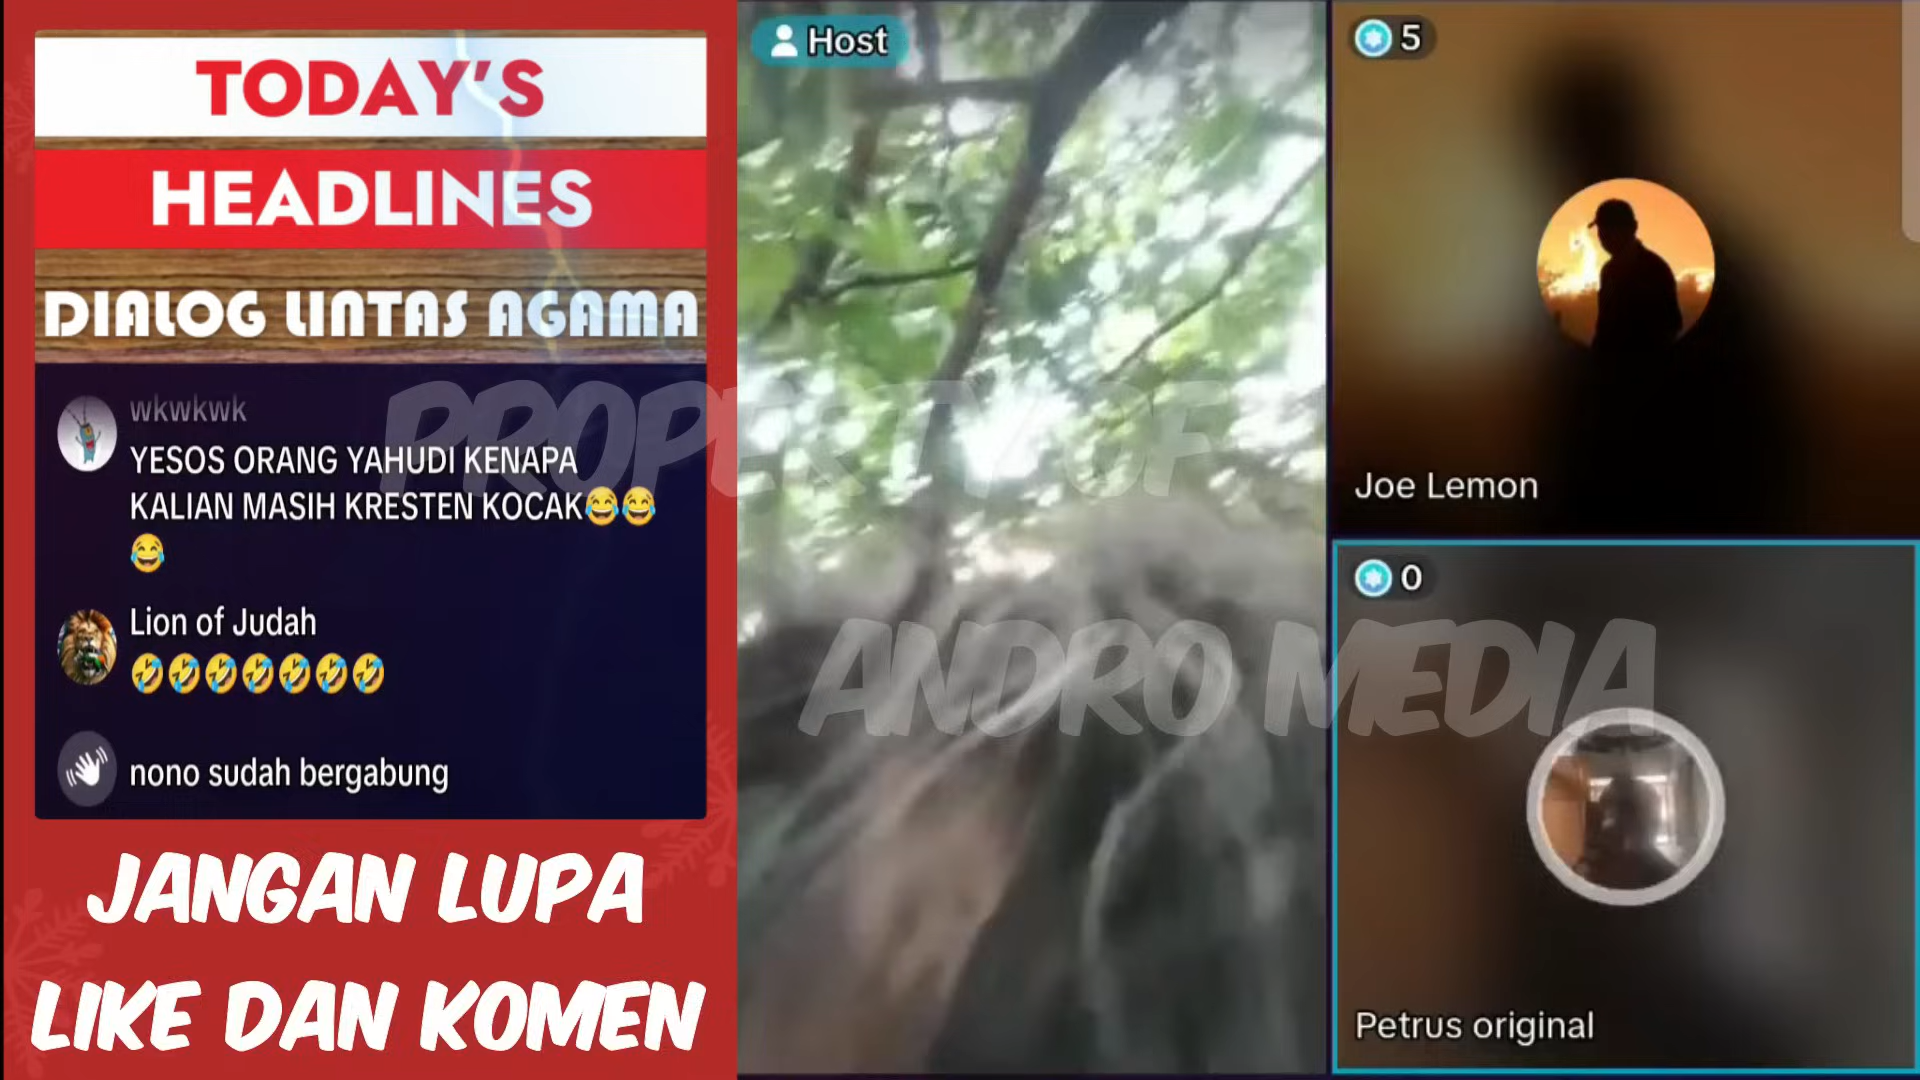 TODAY'S
HEADLINES
DIALOG LINTAS AGAMA
wkwkwk
YESOS ORANG YAHUDI KENAPA
KALIAN MASIH KRESTEN KOCAK😂😂
😂
Lion of Judah
🤣🤣🤣🤣🤣🤣🤣
nono sudah bergabung
JANGAN LUPA
LIKE DAN KOMEN
Host
PROPERTY OF
ANDRO MEDIA
5
Joe Lemon
0
Petrus original